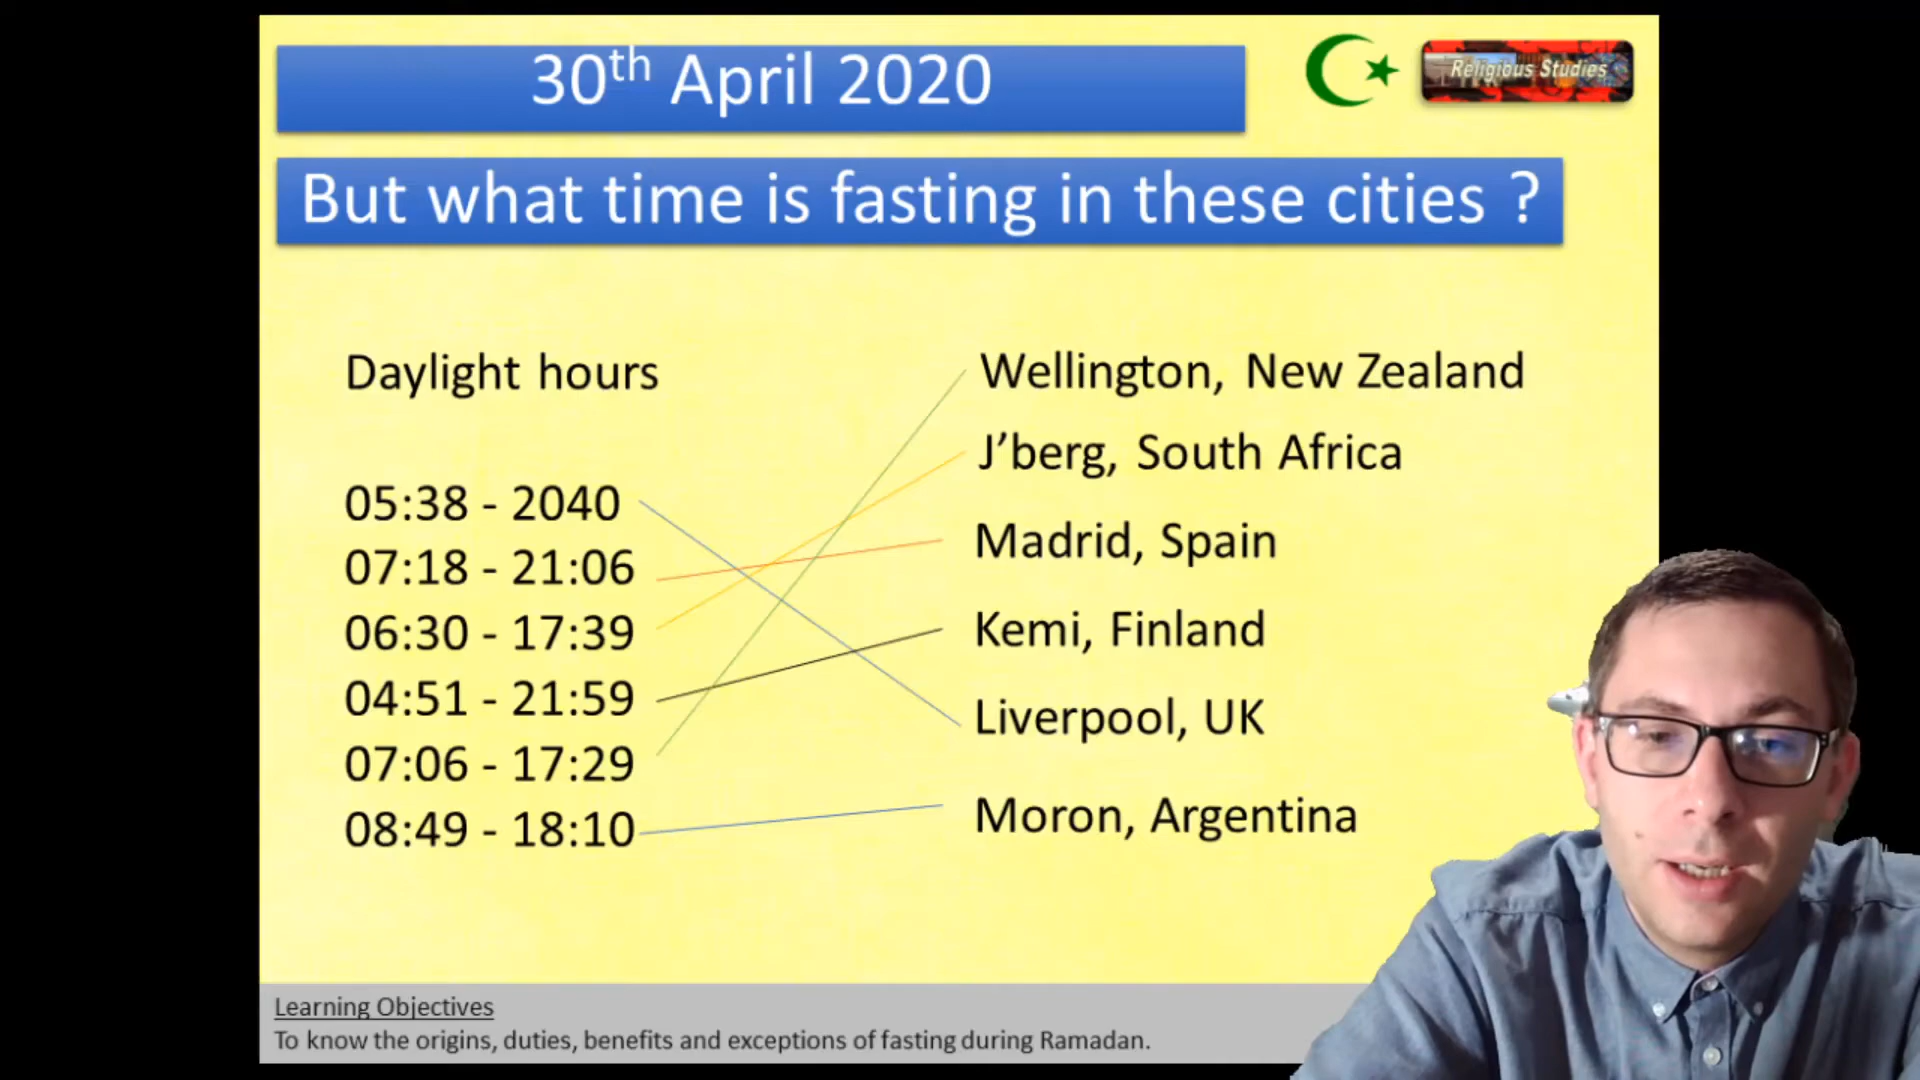 30th April 2020
Religious Studies
But what time is fasting in these cities ?
Daylight hours
05:38 - 2040
07:18 - 21:06
06:30 - 17:39
04:51 - 21:59
07:06 - 17:29
08:49 - 18:10
Wellington, New Zealand
J’berg, South Africa
Madrid, Spain
Kemi, Finland
Liverpool, UK
Moron, Argentina
Learning Objectives
To know the origins, duties, benefits and exceptions of fasting during Ramadan.